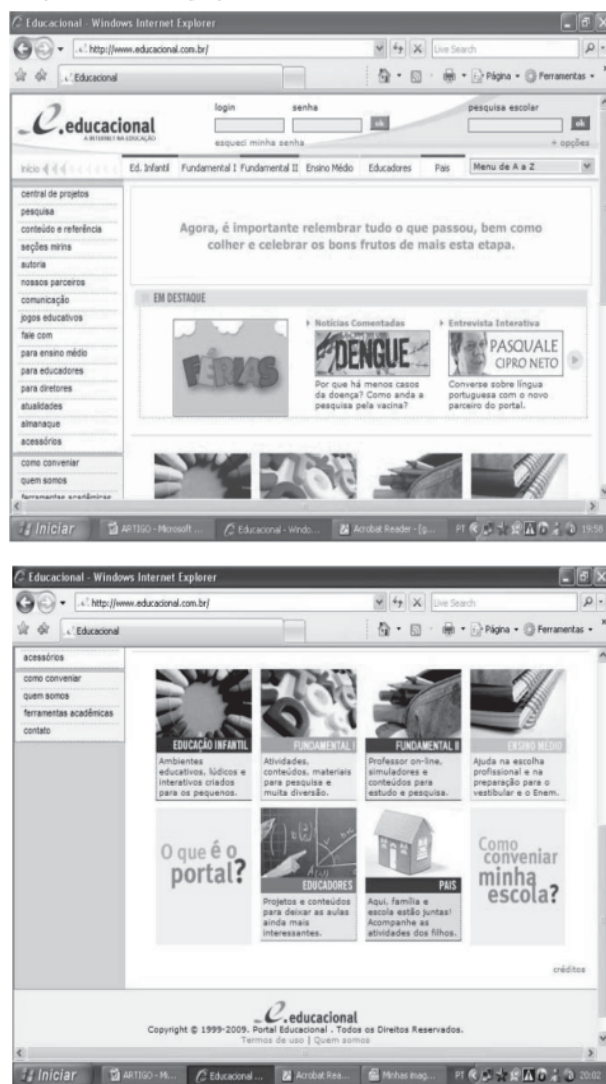 Educacional - Windows Internet Explorer
http://www.educacional.com.br/
Live Search
Educacional
Página
Ferramentas
e.educacional
A INTERNET NA EDUCAÇÃO
login
senha
ok
esqueci minha senha
pesquisa escolar
ok
+ opções
Início
Ed. Infantil
Fundamental I
Fundamental II
Ensino Médio
Educadores
Pais
Menu de A a Z
central de projetos
pesquisa
conteúdo e referência
seções mirins
autoria
nossos parceiros
comunicação
jogos educativos
fale com
para ensino médio
para educadores
para diretores
atualidades
almanaque
acessórios
como conveniar
quem somos
ferramentas acadêmicas
Agora, é importante relembrar tudo o que passou, bem como
colher e celebrar os bons frutos de mais esta etapa.
EM DESTAQUE
FÉRIAS
Notícias Comentadas
DENGUE
Por que há menos casos
da doença? Como anda a
pesquisa pela vacina?
Entrevista Interativa
PASQUALE
CIPRO NETO
Converse sobre língua
portuguesa com o novo
parceiro do portal.
Iniciar
ARTIGO - Microsoft ...
Educacional - Windo...
Acrobat Reader - [g...
PT
19:58
Educacional - Windows Internet Explorer
http://www.educacional.com.br/
Live Search
Educacional
Página
Ferramentas
acessórios
como conveniar
quem somos
ferramentas acadêmicas
contato
EDUCAÇÃO INFANTIL
Ambientes
educativos, lúdicos e
interativos criados
para os pequenos.
FUNDAMENTAL I
Atividades,
conteúdos, materiais
para pesquisa e
muita diversão.
FUNDAMENTAL II
Professor on-line,
simuladores e
conteúdos para
estudo e pesquisa.
ENSINO MÉDIO
Ajuda na escolha
profissional e na
preparação para o
vestibular e o Enem.
O que é o
portal?
EDUCADORES
Projetos e conteúdos
para deixar as aulas
ainda mais
interessantes.
PAIS
Aqui, família e
escola estão juntas!
Acompanhe as
atividades dos filhos.
Como
conveniar
minha
escola?
créditos
e.educacional
Copyright © 1999-2009. Portal Educacional . Todos os Direitos Reservados.
Termos de uso | Quem somos
Iniciar
ARTIGO - Mi...
Educacional ...
Acrobat Rea...
Minhas imag...
PT
20:02